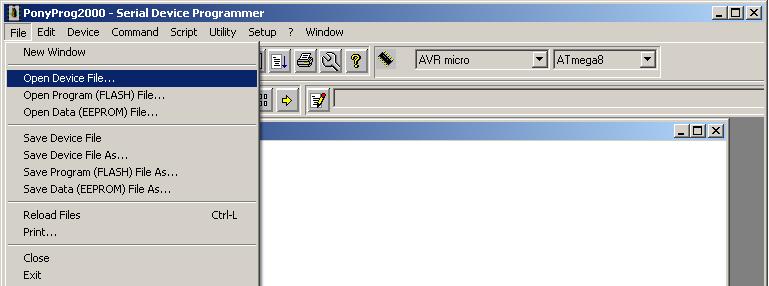 PonyProg2000 - Serial Device Programmer
File Edit Device Command Script Utility Setup ? Window
New Window
AVR micro ATmega8
Open Device File...
Open Program (FLASH) File...
Open Data (EEPROM) File...
Save Device File
Save Device File As...
Save Program (FLASH) File As...
Save Data (EEPROM) File As...
Reload Files Ctrl-L
Print...
Close
Exit